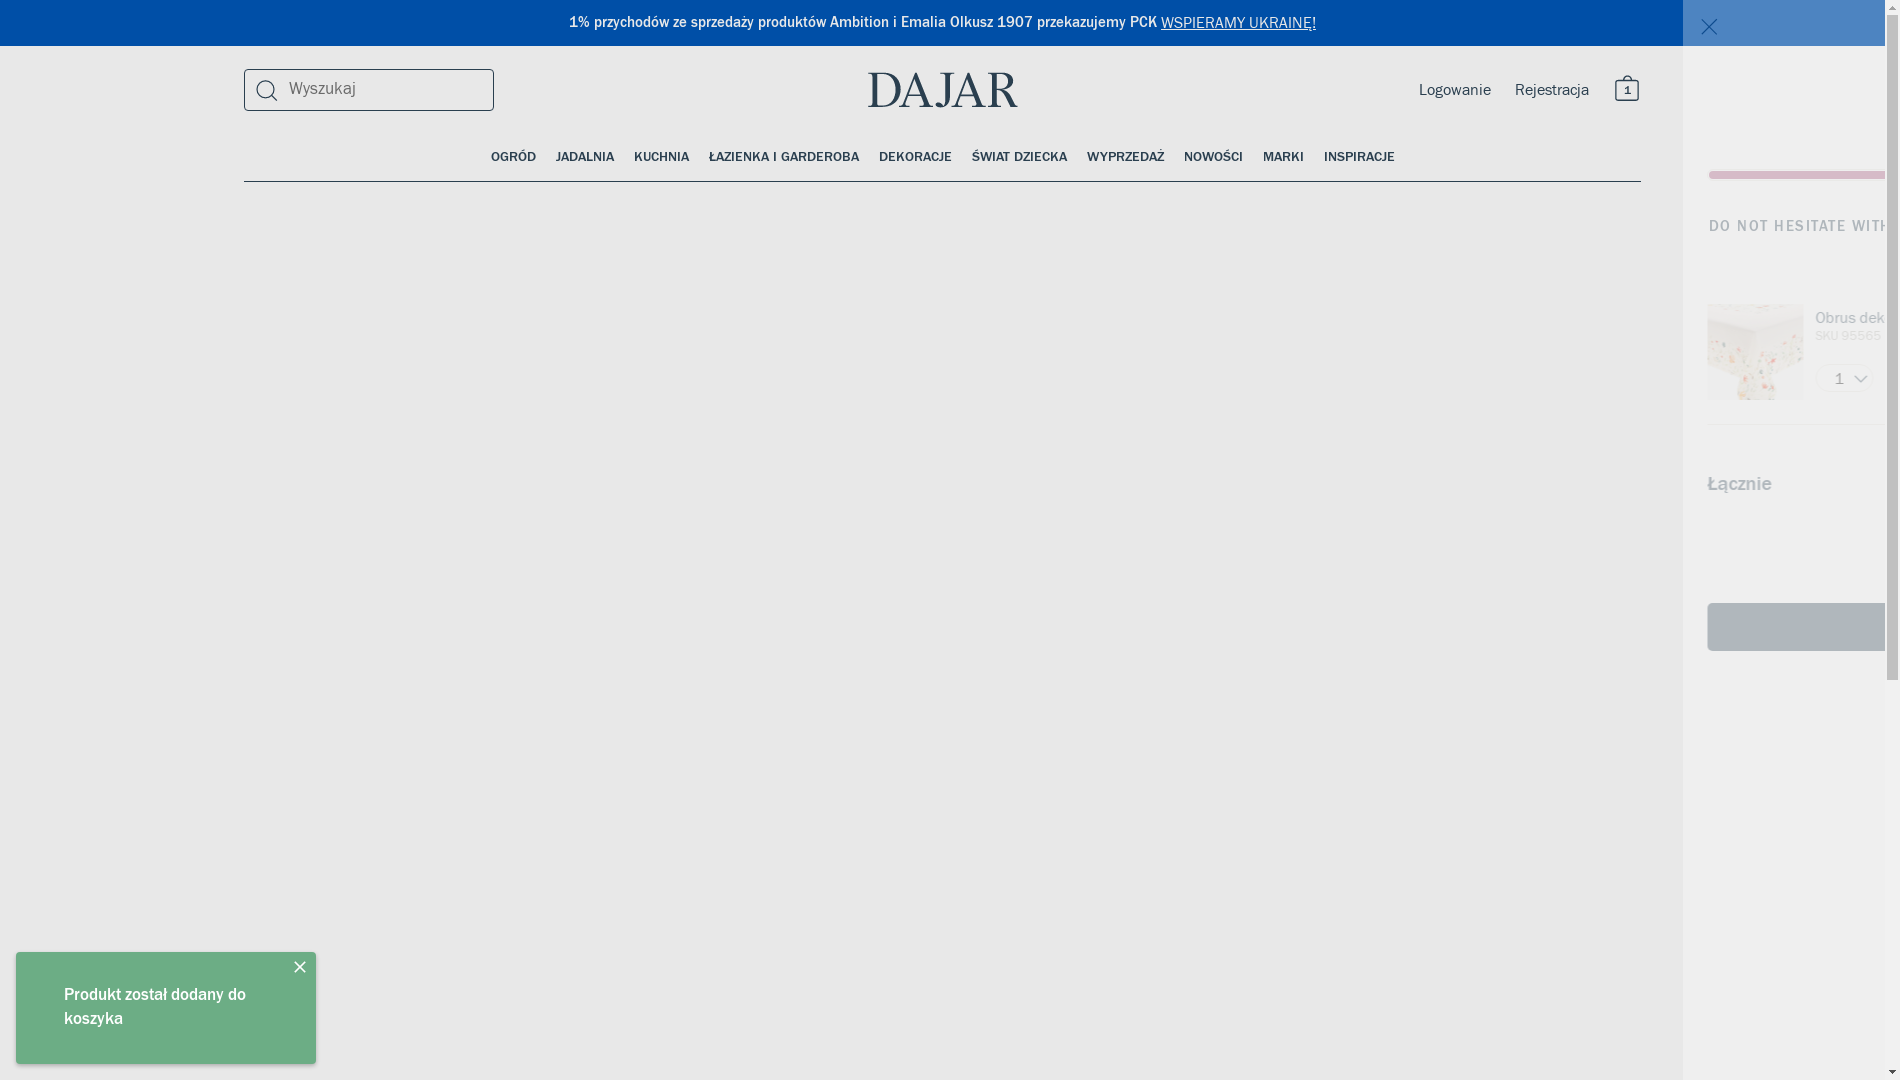 1% przychodów ze sprzedaży produktów Ambition i Emalia Olkusz 1907 przekazujemy PCK WSPIERAMY UKRAINĘ!
Wyszukaj
DAJAR
Logowanie
Rejestracja
1
OGRÓD
JADALNIA
KUCHNIA
ŁAZIENKA I GARDEROBA
DEKORACJE
ŚWIAT DZIECKA
WYPRZEDAŻ
NOWOŚCI
MARKI
INSPIRACJE
DO NOT HESITATE WITH
Obrus dek
SKU 95565
1
Łącznie
Produkt został dodany do
koszyka